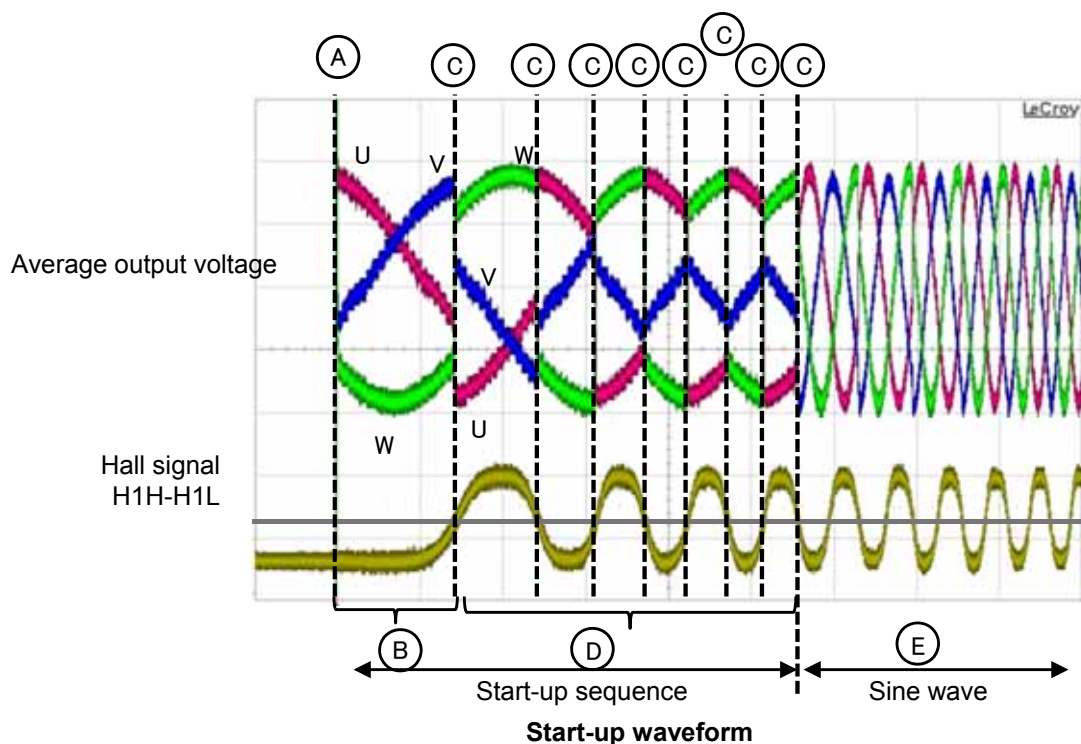 C
A C C C C C C C
LeCroy
U V W
Average output voltage
V
W U
Hall signal
H1H-H1L
B D E
Start-up sequence Sine wave
Start-up waveform